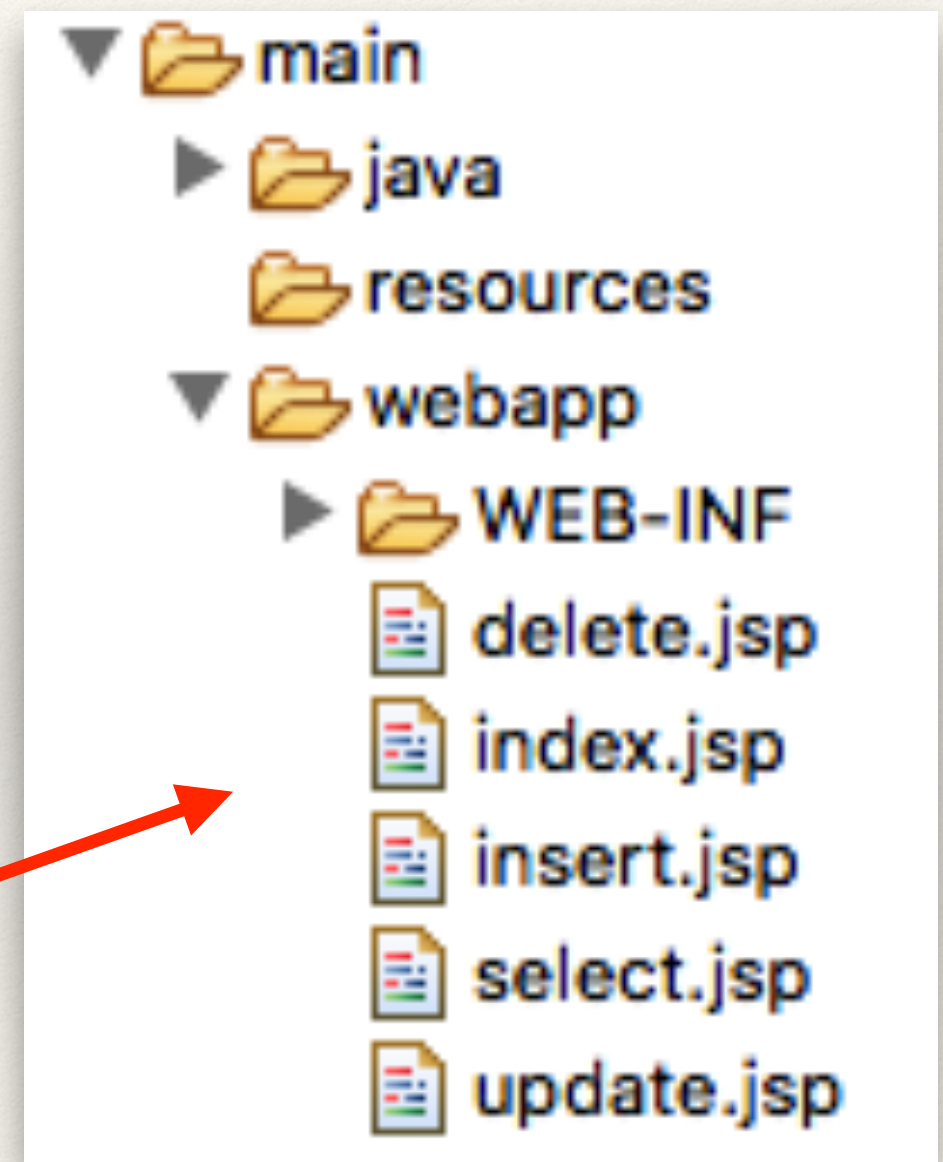 main
java
resources
webapp
WEB-INF
delete.jsp
index.jsp
insert.jsp
select.jsp
update.jsp